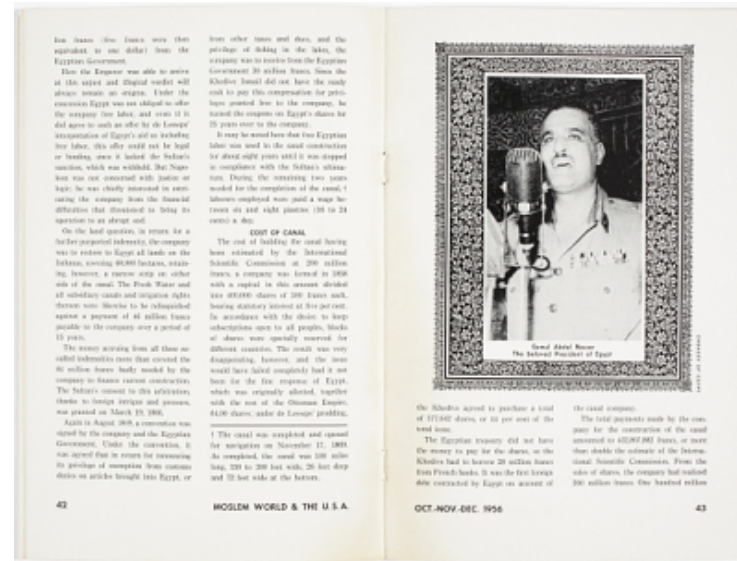 lion francs (five francs were then
equivalent to one dollar) from the
Egyptian Government.
How the Emperor was able to arrive
at this unjust and illogical verdict will
always remain an enigma. Under the
concession Egypt was not obliged to offer
the company free labor, and even if it
did agree to such an offer by de Lesseps'
interpretation of Egypt's aid as including
free labor, this offer could not be legal
or binding, since it lacked the Sultan's
sanction, which was withheld. But Napo-
leon was not concerned with justice or
logic; he was chiefly interested in extri-
cating the company from the financial
difficulties that threatened to bring its
operation to an abrupt end.
On the land question, in return for a
further purported indemnity, the company
was to restore to Egypt all lands on the
Isthmus, covering 60,000 hectares, retain-
ing, however, a narrow strip on either
side of the canal. The Fresh Water and
all subsidiary canals and irrigation rights
thereon were likewise to be relinquished
against a payment of 46 million francs
payable to the company over a period of
15 years.
The money accruing from all these so-
called indemnities more than covered the
million francs badly needed by the
company to finance current construction.
The Sultan's consent to this arbitration,
thanks to foreign intrigue and pressure,
was granted on March 19, 1866.
Again in August 1869, a convention was
signed by the company and the Egyptian
Government. Under the convention, it
was agreed that in return for renouncing
its privilege of exemption from customs
duties on articles brought into Egypt, or
from other taxes and dues, and the
privilege of fishing in the lakes, the
company was to receive from the Egyptian
Government 30 million francs. Since the
Khedive Ismail did not have the ready
cash to pay this compensation for privi-
leges granted free to the company, he
turned the coupons on Egypt's shares for
25 years over to the company.
It may be noted here that free Egyptian
labor was used in the canal construction
for about eight years until it was stopped
in compliance with the Sultan's ultima-
tum. During the remaining two years
needed for the completion of the canal,†
laborers employed were paid a wage be-
tween six and eight piastres (18 to 24
cents) a day.
COST OF CANAL
The cost of building the canal having
been estimated by the International
Scientific Commission at 200 million
francs, a company was formed in 1858
with a capital in this amount divided
into 400,000 shares of 500 francs each,
bearing statutory interest at five per cent.
In accordance with the desire to keep
subscriptions open to all peoples, blocks
of shares were specially reserved for
different countries. The result was very
disappointing, however, and the issue
would have failed completely had it not
been for the fine response of Egypt,
which was originally allotted, together
with the rest of the Ottoman Empire,
shares; under de Lesseps' prodding,
† The canal was completed and opened
for navigation on November 17, 1869.
As completed, the canal was 100 miles
long, 150 to 300 feet wide, 26 feet deep
and 72 feet wide at the bottom.
42
MOSLEM WORLD & THE U.S.A.
Gamal Abdel Nasser
The Beloved President of Egypt
the Khedive agreed to purchase a total
of 177,642 shares, or 44 per cent of the
total issue.
The Egyptian treasury did not have
the money to pay for the shares, so the
Khedive had to borrow 28 million francs
from French banks. It was the first foreign
debt contracted by Egypt on account of
the canal company.
The total payments made by the com-
pany for the construction of the canal
amounted to francs, or more
than double the estimate of the Interna-
tional Scientific Commission. From the
sales of shares, the company had realized
200 million francs. One hundred million
OCT.-NOV.-DEC. 1956
43